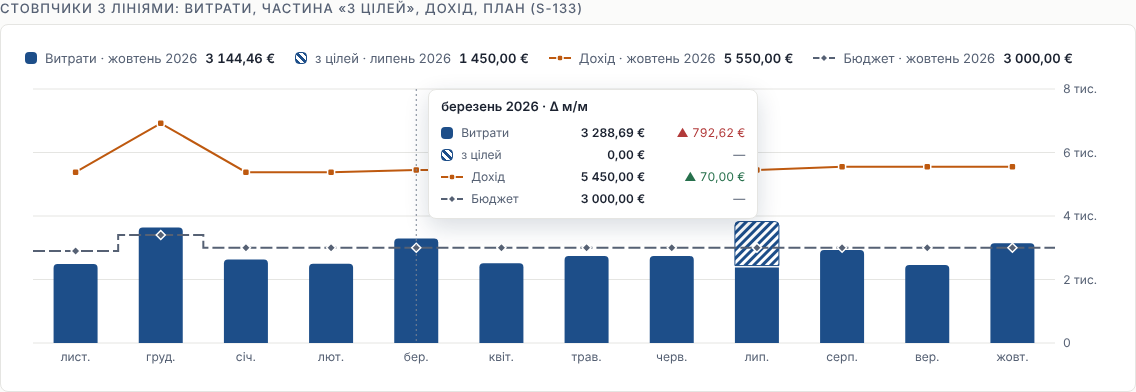 СТОВПЧИКИ З ЛІНІЯМИ: ВИТРАТИ, ЧАСТИНА «З ЦІЛЕЙ», ДОХІД, ПЛАН (S-133)
Витрати · жовтень 2026 3 144,46 € з цілей · липень 2026 1 450,00 € Дохід · жовтень 2026 5 550,00 € Бюджет · жовтень 2026 3 000,00 €
8 тис.
березень 2026 · Δ м/м
Витрати 3 288,69 € ▲ 792,62 €
з цілей 0,00 € —
6 тис.
Дохід 5 450,00 € ▲ 70,00 €
Бюджет 3 000,00 € —
4 тис.
2 тис.
0
лист. груд. січ. лют. бер. квіт. трав. черв. лип. серп. вер. жовт.